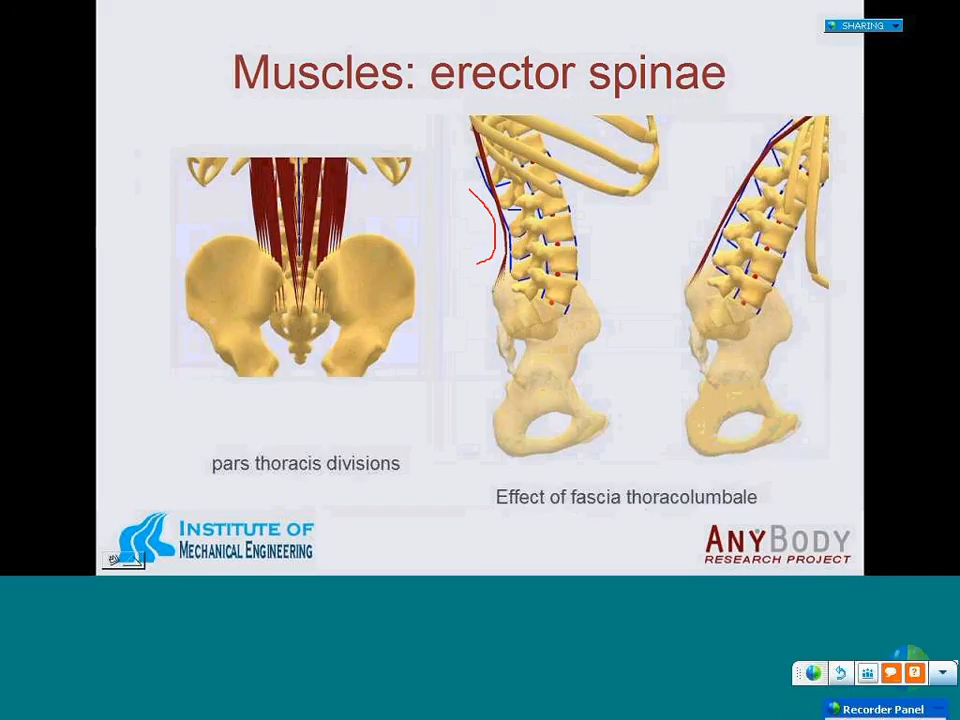 SHARING
Muscles: erector spinae
pars thoracis divisions
Effect of fascia thoracolumbale
INSTITUTE OF
MECHANICAL ENGINEERING
ANYBODY
RESEARCH PROJECT
?
Recorder Panel